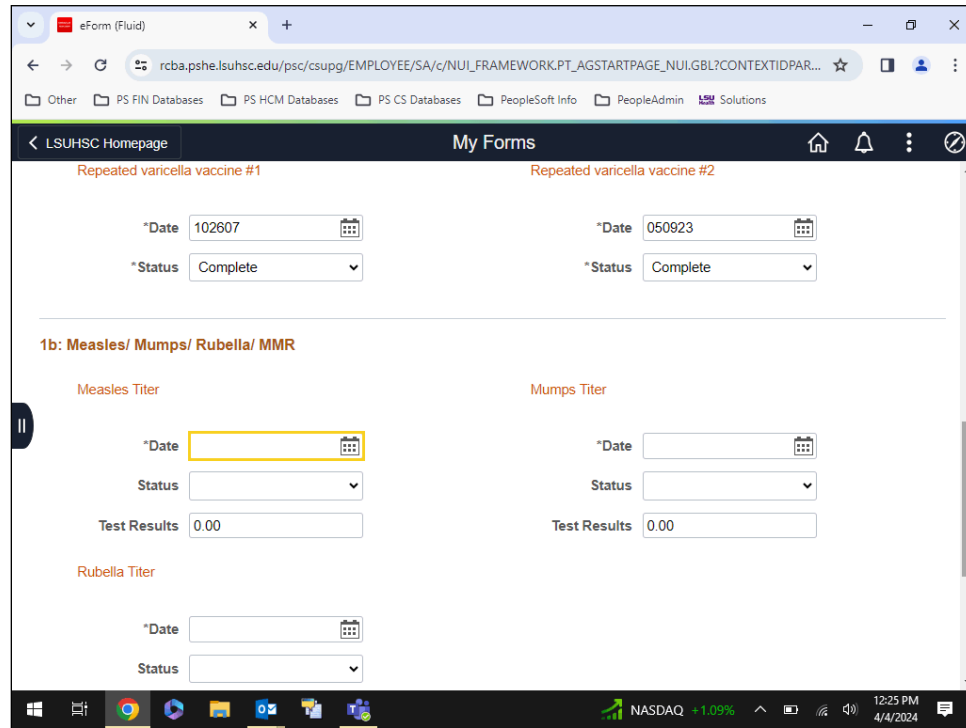 eForm (Fluid)
rcba.pshe.lsuhsc.edu/psc/csupg/EMPLOYEE/SA/c/NUI_FRAMEWORK.PT_AGSTARTPAGE_NUI.GBL?CONTEXTIDPAR...
Other PS FIN Databases PS HCM Databases PS CS Databases PeopleSoft Info PeopleAdmin LSU Health Solutions
LSUHSC Homepage My Forms
Repeated varicella vaccine #1 Repeated varicella vaccine #2
*Date 102607 *Date 050923
*Status Complete *Status Complete
1b: Measles/ Mumps/ Rubella/ MMR
Measles Titer Mumps Titer
*Date *Date
Status Status
Test Results 0.00 Test Results 0.00
Rubella Titer
*Date
Status
NASDAQ +1.09% 12:25 PM
4/4/2024